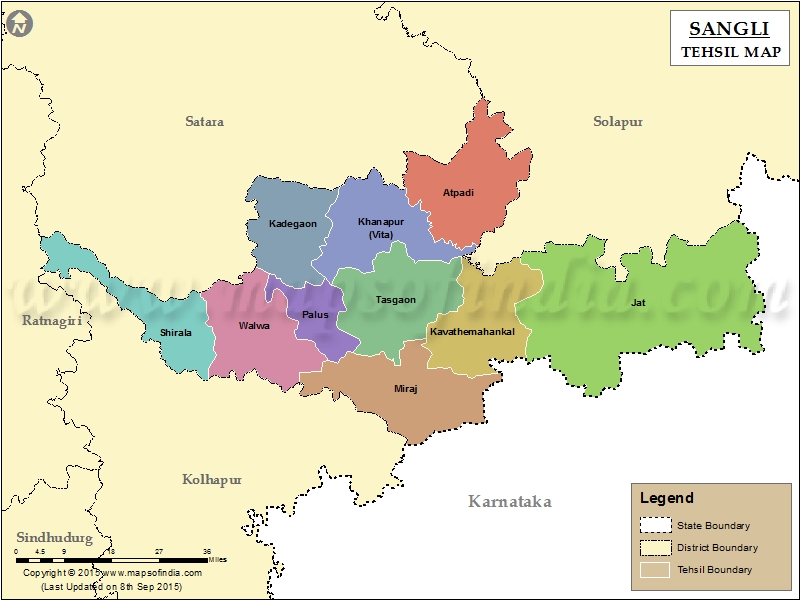 N
SANGLI
TEHSIL MAP
Satara
Solapur
Atpadi
Kadegaon
Khanapur
(Vita)
www.mapsofindia.com
Tasgaon
Jat
Ratnagiri
Shirala
Walwa
Palus
Kavathemahankal
Miraj
Kolhapur
Karnataka
Sindhudurg
Legend
State Boundary
District Boundary
Tehsil Boundary
0 4.5 9 18 27 36
Miles
Copyright © 2015 www.mapsofindia.com
(Last Updated on 8th Sep 2015)